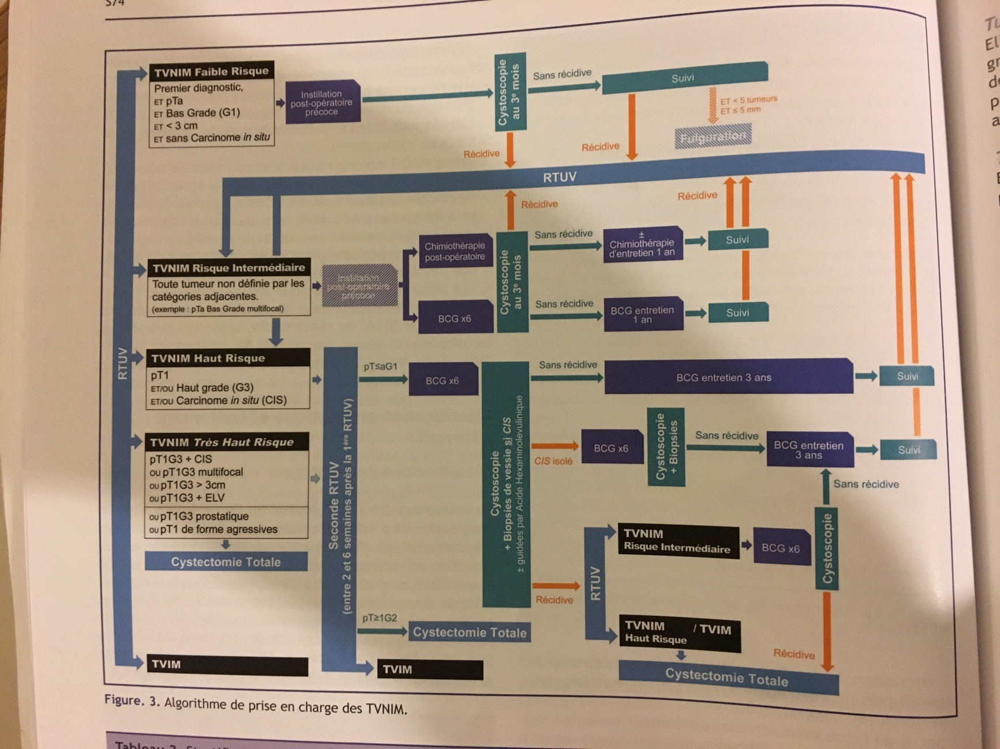 S74
TVNIM Faible Risque
Premier diagnostic,
ET pTa
ET Bas Grade (G1)
ET < 3 cm
ET sans Carcinome in situ
Instillation
post-opératoire
précoce
Cystoscopie
au 3e mois
Sans récidive
Suivi
ET < 5 tumeurs
ET ≤ 5 mm
Fulguration
Récidive
Récidive
RTUV
Récidive
Récidive
TVNIM Risque Intermédiaire
Toute tumeur non définie par les
catégories adjacentes.
(exemple : pTa Bas Grade multifocal)
Instillation
post-opératoire
précoce
Chimiothérapie
post-opératoire
BCG x6
Cystoscopie
au 3e mois
Sans récidive
±
Chimiothérapie
d'entretien 1 an
Suivi
Sans récidive
BCG entretien
1 an
Suivi
RTUV
TVNIM Haut Risque
pT1
ET/OU Haut grade (G3)
ET/OU Carcinome in situ (CIS)
TVNIM Très Haut Risque
pT1G3 + CIS
OU pT1G3 multifocal
OU pT1G3 > 3cm
OU pT1G3 + ELV
OU pT1G3 prostatique
OU pT1 de forme agressives
Cystectomie Totale
TVIM
Seconde RTUV
(entre 2 et 6 semaines après la 1ère RTUV)
pT≤aG1
BCG x6
Cystoscopie
+ Biopsies de vessie si CIS
± guidées par Acide Hexaminolevulinique
Sans récidive
BCG entretien 3 ans
Suivi
CIS isolé
BCG x6
Cystoscopie
+ Biopsies
Sans récidive
BCG entretien
3 ans
Suivi
Sans récidive
Récidive
RTUV
TVNIM
Risque Intermédiaire
BCG x6
Cystoscopie
TVNIM
Haut Risque
/ TVIM
Récidive
Cystectomie Totale
pT≥1G2
Cystectomie Totale
TVIM
Figure. 3. Algorithme de prise en charge des TVNIM.